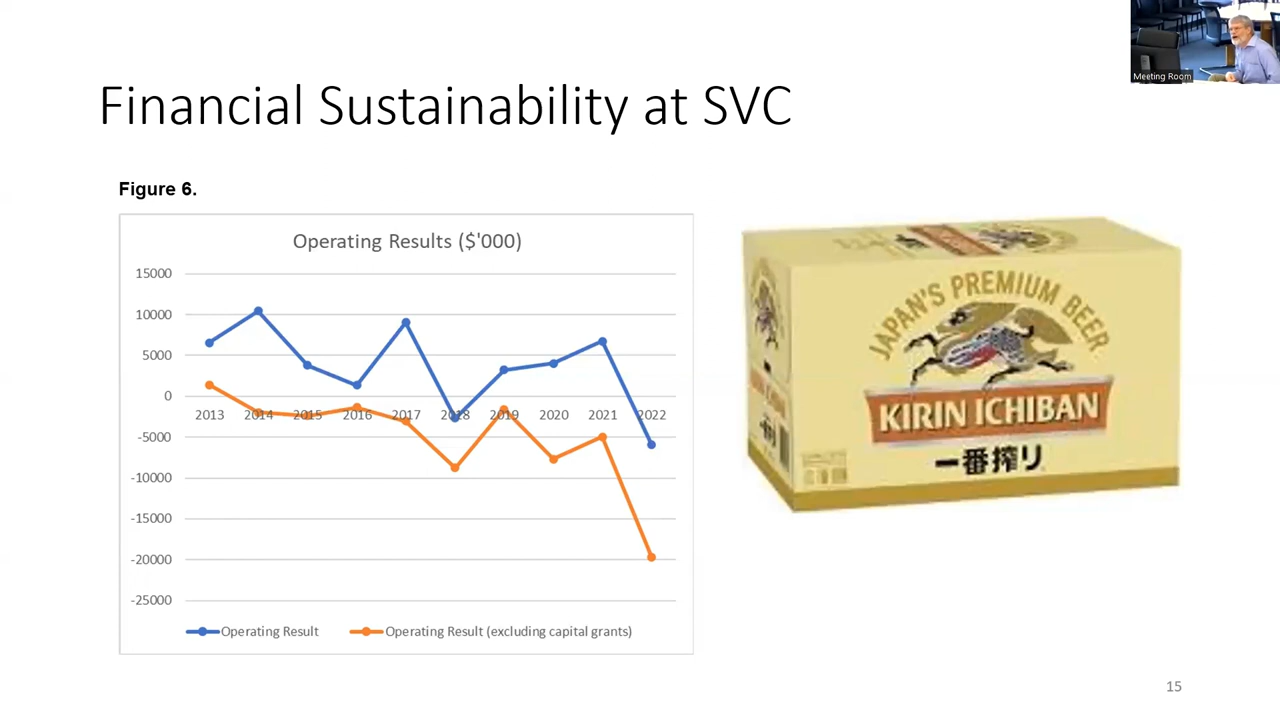 Meeting Room
Financial Sustainability at SVC
Figure 6.
Operating Results ($'000)
15000
10000
5000
0
-5000
-10000
-15000
-20000
-25000
2013 2014 2015 2016 2017 2018 2019 2020 2021 2022
Operating Result Operating Result (excluding capital grants)
JAPAN'S PREMIUM BEER
KIRIN ICHIBAN
一番搾り
15